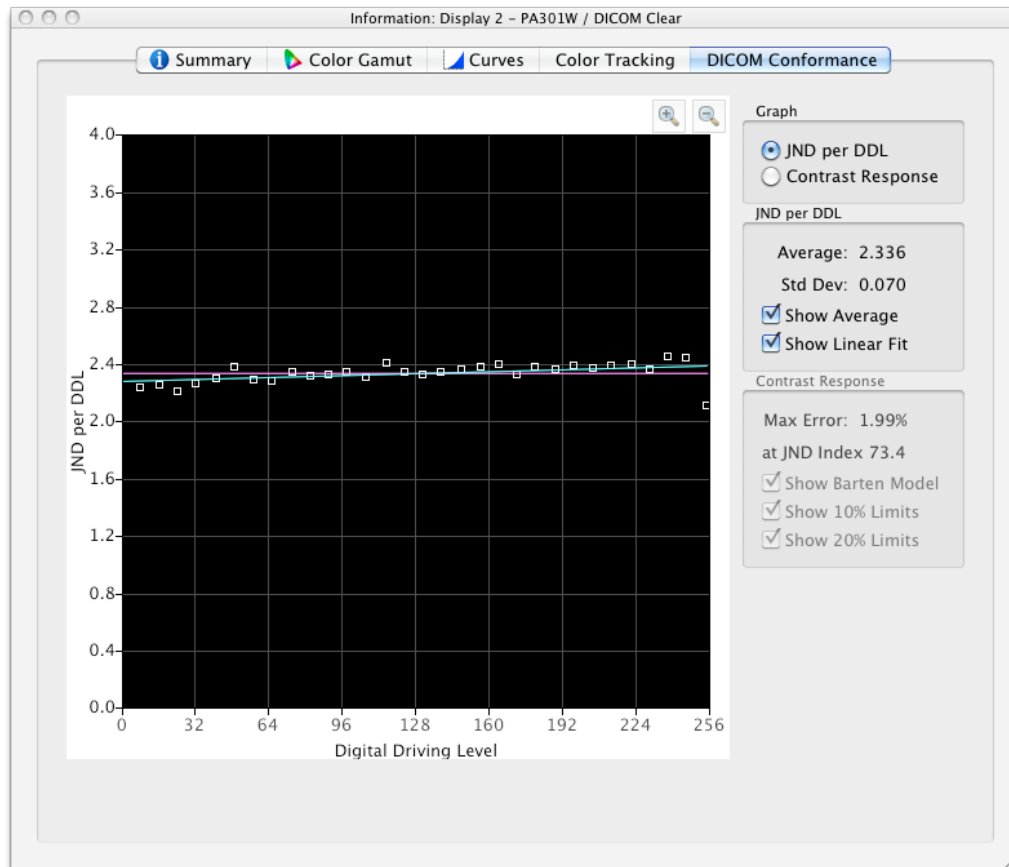 Information: Display 2 – PA301W / DICOM Clear
Summary
Color Gamut
Curves
Color Tracking
DICOM Conformance
4.0
3.6
3.2
2.8
2.4
2.0
1.6
1.2
0.8
0.4
0.0
JND per DDL
0 32 64 96 128 160 192 224 256
Digital Driving Level
Graph
JND per DDL
Contrast Response
JND per DDL
Average: 2.336
Std Dev: 0.070
Show Average
Show Linear Fit
Contrast Response
Max Error: 1.99%
at JND Index 73.4
Show Barten Model
Show 10% Limits
Show 20% Limits